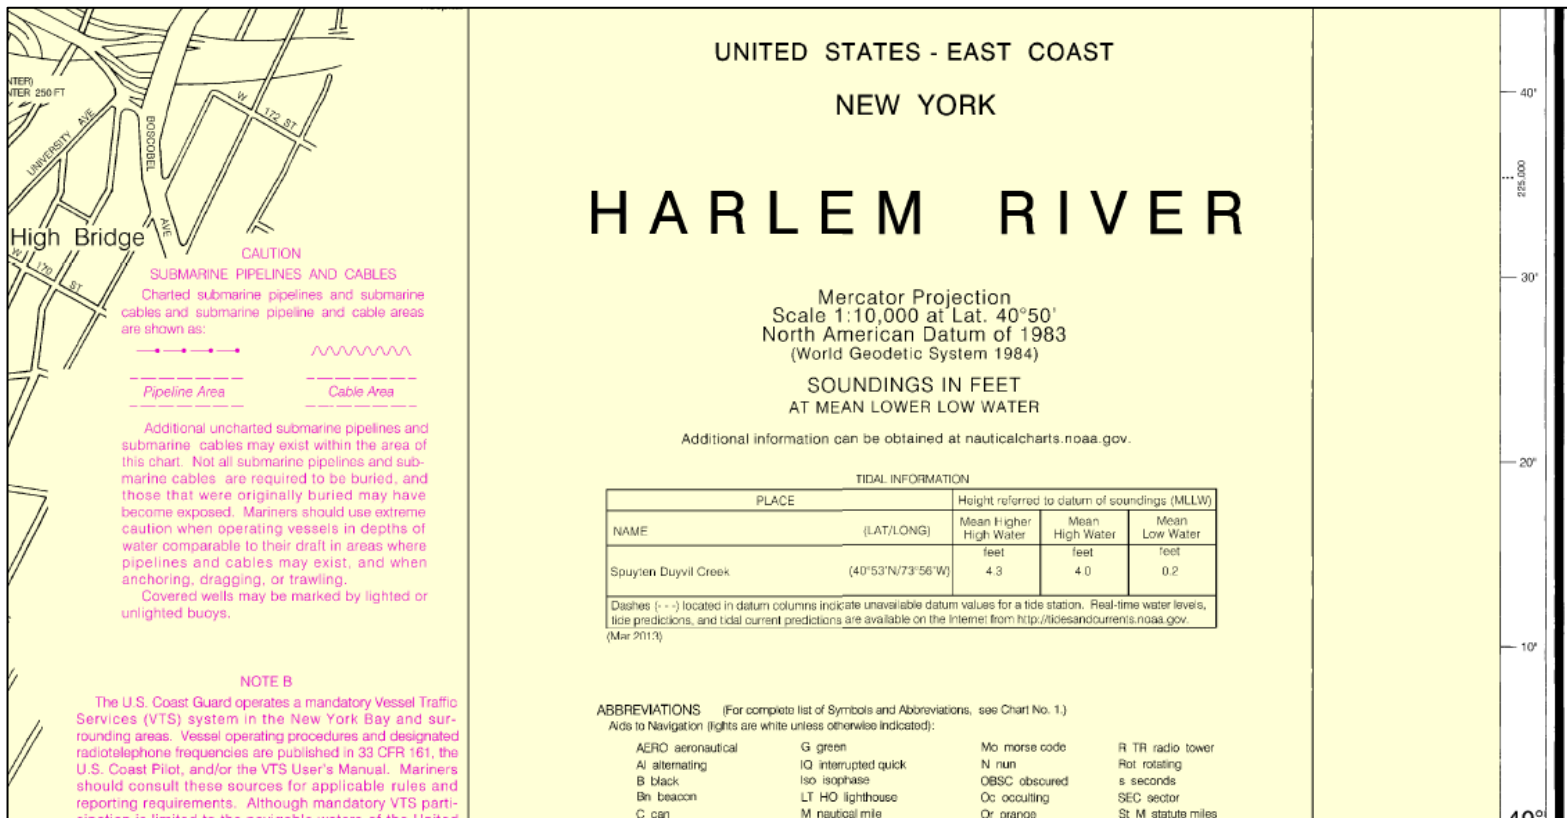 NTER)
NTER 250 FT
UNIVERSITY AVE
BOSCOBEL
AVE
W 172 ST
High Bridge
W 170 ST
CAUTION
SUBMARINE PIPELINES AND CABLES
Charted submarine pipelines and submarine
cables and submarine pipeline and cable areas
are shown as:
Pipeline Area
Cable Area
Additional uncharted submarine pipelines and
submarine cables may exist within the area of
this chart. Not all submarine pipelines and sub-
marine cables are required to be buried, and
those that were originally buried may have
become exposed. Mariners should use extreme
caution when operating vessels in depths of
water comparable to their draft in areas where
pipelines and cables may exist, and when
anchoring, dragging, or trawling.
Covered wells may be marked by lighted or
unlighted buoys.
NOTE B
The U.S. Coast Guard operates a mandatory Vessel Traffic
Services (VTS) system in the New York Bay and sur-
rounding areas. Vessel operating procedures and designated
radiotelephone frequencies are published in 33 CFR 161, the
U.S. Coast Pilot, and/or the VTS User's Manual. Mariners
should consult these sources for applicable rules and
reporting requirements. Although mandatory VTS parti-
UNITED STATES - EAST COAST
NEW YORK
HARLEM RIVER
Mercator Projection
Scale 1:10,000 at Lat. 40°50'
North American Datum of 1983
(World Geodetic System 1984)
SOUNDINGS IN FEET
AT MEAN LOWER LOW WATER
Additional information can be obtained at nauticalcharts.noaa.gov.
TIDAL INFORMATION
PLACE Height referred to datum of soundings (MLLW)
NAME (LAT/LONG) Mean Higher High Water Mean High Water Mean Low Water
feet feet feet
Spuyten Duyvil Creek (40°53'N/73°56'W) 4.3 4.0 0.2
Dashes (- - -) located in datum columns indicate unavailable datum values for a tide station. Real-time water levels,
tide predictions, and tidal current predictions are available on the Internet from http://tidesandcurrents.noaa.gov.
(Mar 2013)
ABBREVIATIONS (For complete list of Symbols and Abbreviations, see Chart No. 1.)
Aids to Navigation (lights are white unless otherwise indicated):
AERO aeronautical G green Mo morse code R TR radio tower
Al alternating IQ interrupted quick N nun Rot rotating
B black Iso isophase OBSC obscured s seconds
Bn beacon LT HO lighthouse Oc occulting SEC sector
C can M nautical mile Or orange St M statute miles
40"
225.000
30"
20"
10"
40°